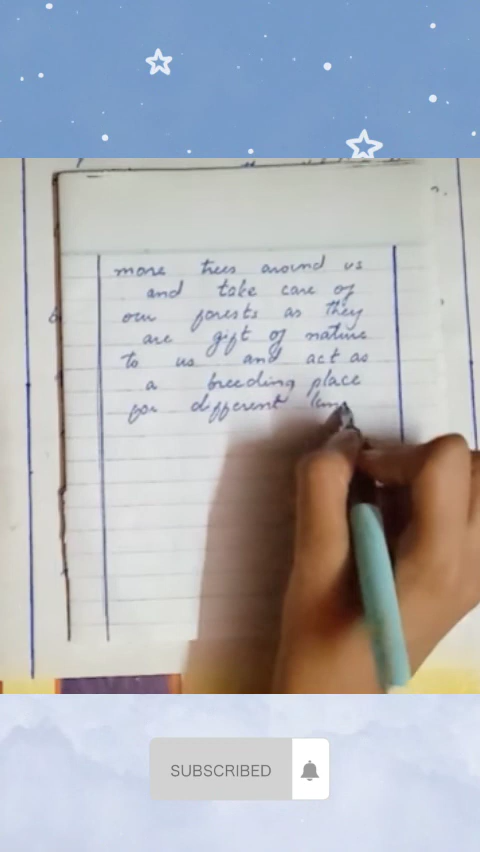 more trees around us
and take care of
our forests as they
are gift of nature
to us and act as
a breeding place
for different
SUBSCRIBED